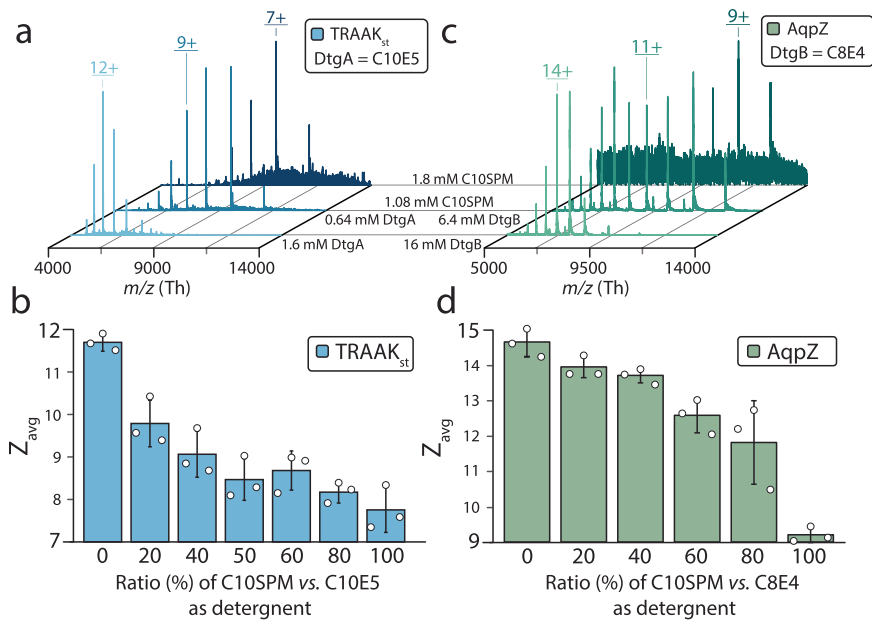 a
TRAAKst
DtgA = C10E5
7+
9+
12+
1.8 mM C10SPM
1.08 mM C10SPM
0.64 mM DtgA 6.4 mM DtgB
1.6 mM DtgA 16 mM DtgB
4000 9000 14000
m/z (Th)
c
AqpZ
DtgB = C8E4
9+
11+
14+
5000 9500 14000
m/z (Th)
b
TRAAKst
Zavg
12
11
10
9
8
7
0 20 40 50 60 80 100
Ratio (%) of C10SPM vs. C10E5
as detergnent
d
AqpZ
Zavg
15
14
13
12
11
10
9
0 20 40 60 80 100
Ratio (%) of C10SPM vs. C8E4
as detergnent